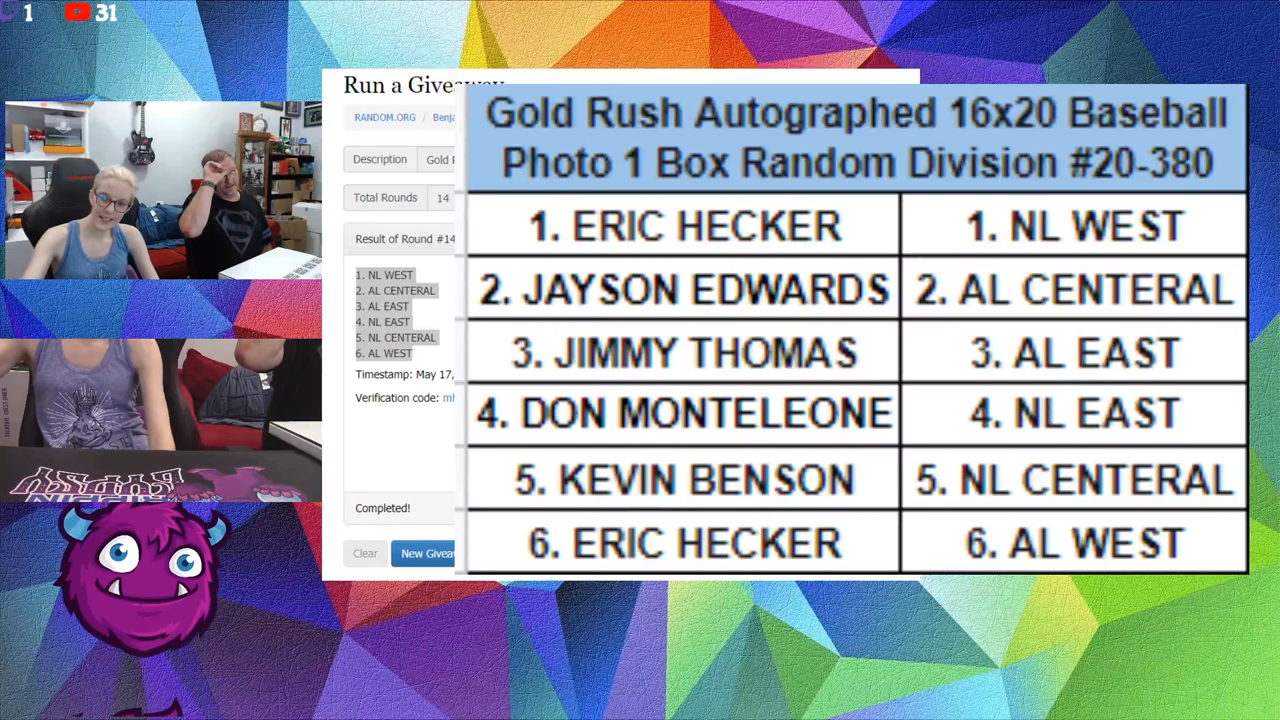 1 31
Run a Giveaway
RANDOM.ORG / Benja
Description Gold
Total Rounds 14
Result of Round #14
1. NL WEST
2. AL CENTERAL
3. AL EAST
4. NL EAST
5. NL CENTERAL
6. AL WEST
Timestamp: May 17,
Verification code:
Completed!
Clear New Giveaw
Gold Rush Autographed 16x20 Baseball
Photo 1 Box Random Division #20-380
1. ERIC HECKER 1. NL WEST
2. JAYSON EDWARDS 2. AL CENTERAL
3. JIMMY THOMAS 3. AL EAST
4. DON MONTELEONE 4. NL EAST
5. KEVIN BENSON 5. NL CENTERAL
6. ERIC HECKER 6. AL WEST